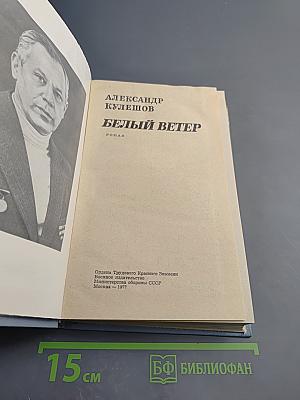 АЛЕКСАНДР
КУЛЕШОВ
БЕЛЫЙ ВЕТЕР
РОМАН
Ордена Трудового Красного Знамени
Военное издательство
Министерства обороны СССР
Москва — 1977
15 см
БФ БИБЛИОФАН